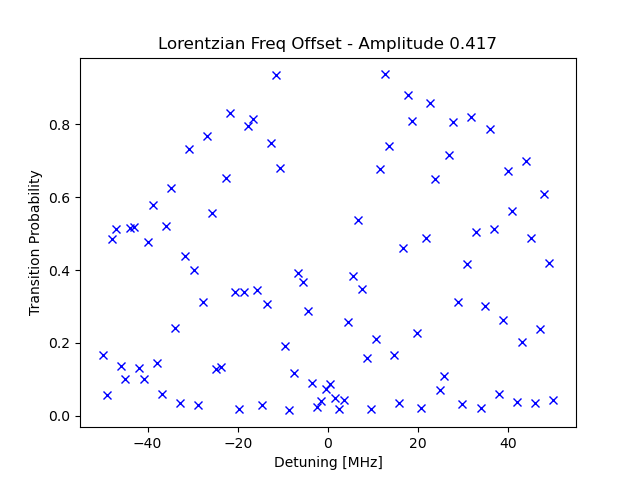 Lorentzian Freq Offset - Amplitude 0.417
Transition Probability
0.8
0.6
0.4
0.2
0.0
−40 −20 0 20 40
Detuning [MHz]